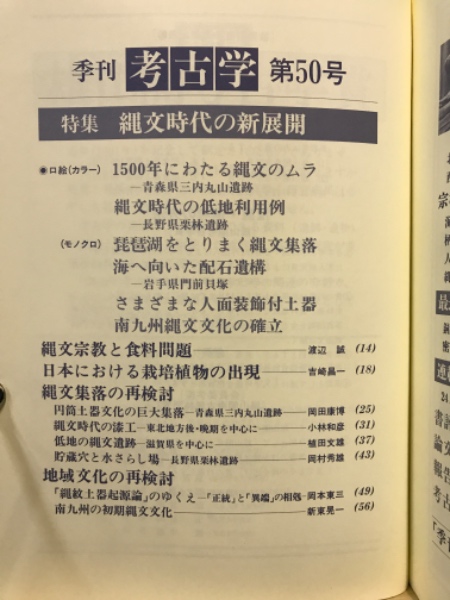 季刊 考古学 第50号
特集 縄文時代の新展開
●口絵(カラー) 1500年にわたる縄文のムラ
―青森県三内丸山遺跡
縄文時代の低地利用例
―長野県栗林遺跡
(モノクロ) 琵琶湖をとりまく縄文集落
海へ向いた配石遺構
―岩手県門前貝塚
さまざまな人面装飾付土器
南九州縄文文化の確立
縄文宗教と食料問題――渡辺 誠 (14)
日本における栽培植物の出現――吉崎昌一 (18)
縄文集落の再検討
円筒土器文化の巨大集落―青森県三内丸山遺跡――岡田康博 (25)
縄文時代の漆工―東北地方後・晩期を中心に――小林和彦 (31)
低地の縄文遺跡―滋賀県を中心に――植田文雄 (37)
貯蔵穴と水さらし場―長野県栗林遺跡――岡村秀雄 (43)
地域文化の再検討
「縄紋土器起源論」のゆくえ―「正統」と「異端」の相剋―岡本東三 (49)
南九州の初期縄文文化――新東晃一 (56)
宗
最
連
24
書評
論文
報告
考古
「季